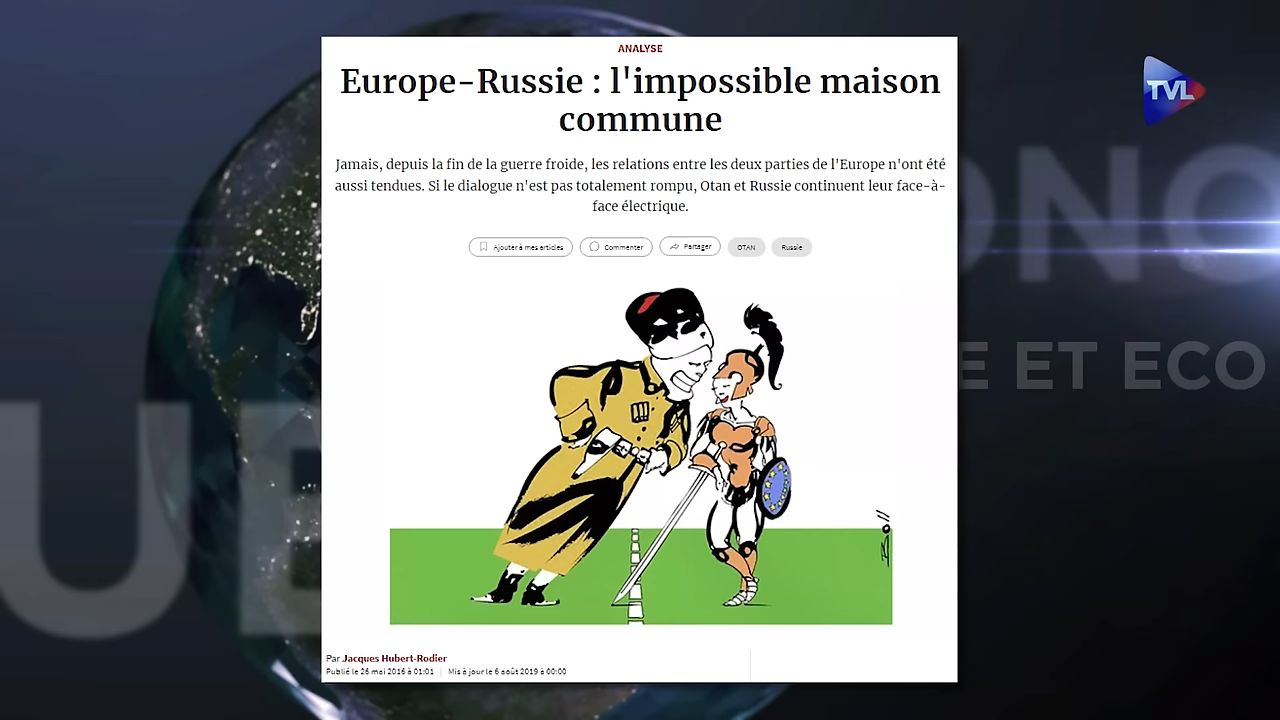 ANALYSE
Europe-Russie : l'impossible maison
commune
Jamais, depuis la fin de la guerre froide, les relations entre les deux parties de l'Europe n'ont été
aussi tendues. Si le dialogue n'est pas totalement rompu, Otan et Russie continuent leur face-à-
face électrique.
Ajouter à mes articles
Commenter
Partager
OTAN
Russie
Boll
Par Jacques Hubert-Rodier
Publié le 26 mai 2016 à 01:01 | Mis à jour le 6 août 2019 à 00:00
TVL
E ET ECO